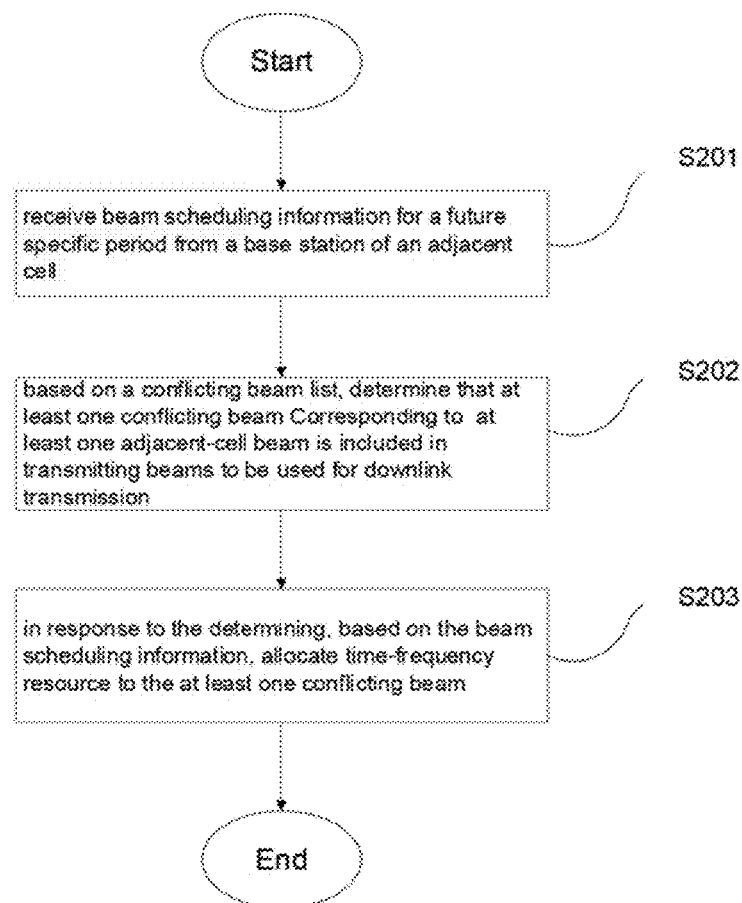 Start
S201
receive beam scheduling information for a future
specific period from a base station of an adjacent
cell
S202
based on a conflicting beam list, determine that at
least one conflicting beam Corresponding to at
least one adjacent-cell beam is included in
transmitting beams to be used for downlink
transmission
S203
in response to the determining, based on the beam
scheduling information, allocate time-frequency
resource to the at least one conflicting beam
End